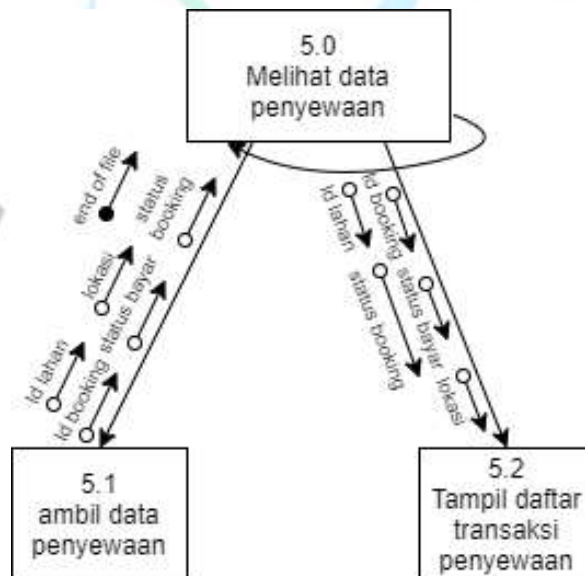 5.0
Melihat data
penyewaan
end of file
status
booking
lokasi
status bayar
Id lahan
Id booking
Id lahan
Id booking
status booking
status bayar
lokasi
5.1
ambil data
penyewaan
5.2
Tampil daftar
transaksi
penyewaan